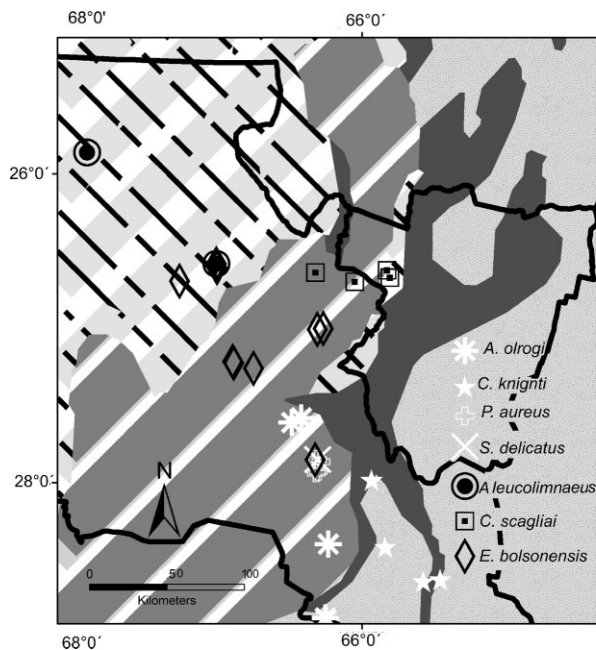 68°0' 66°0'
26°0'
A. olrogi
C. knignti
P. aureus
S. delicatus
28°0'
N
A leucolimnaeus
C. scagliai
E. bolsonensis
0 50 100
Kilometers
68°0' 66°0'